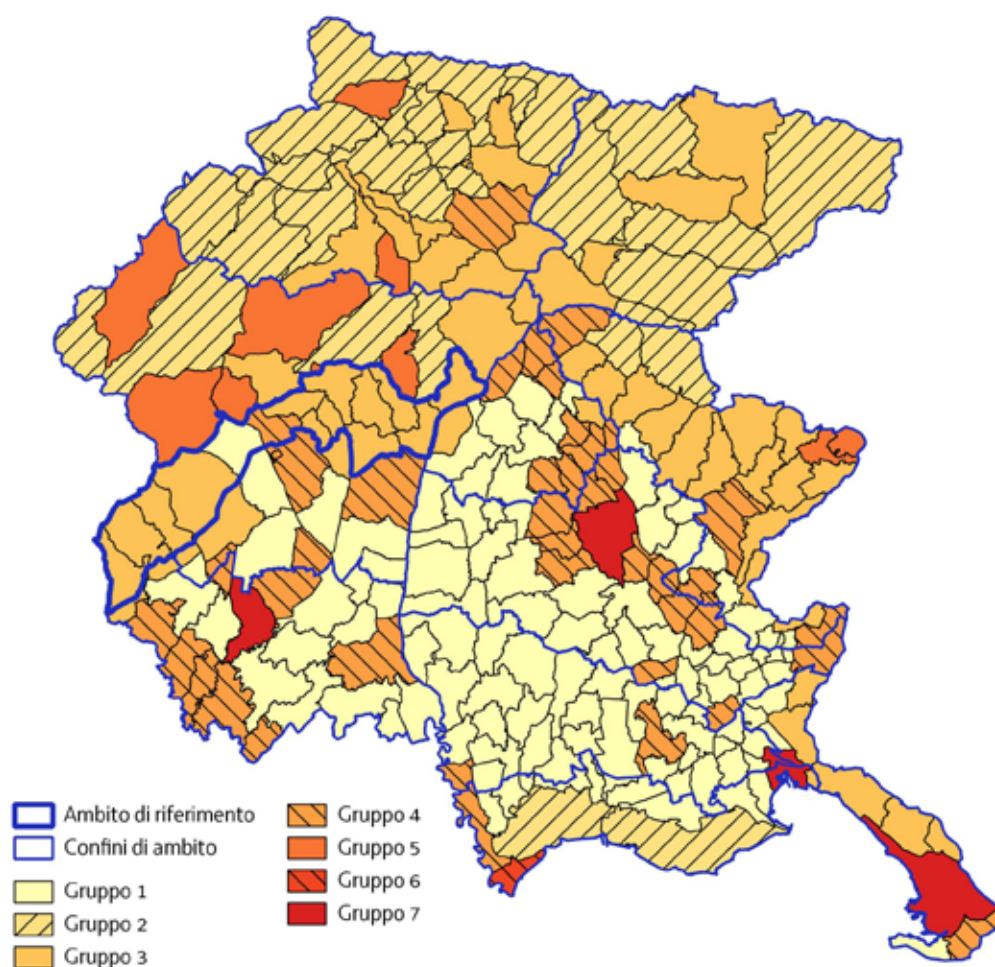 Ambito di riferimento
Confini di ambito
Gruppo 1
Gruppo 2
Gruppo 3
Gruppo 4
Gruppo 5
Gruppo 6
Gruppo 7